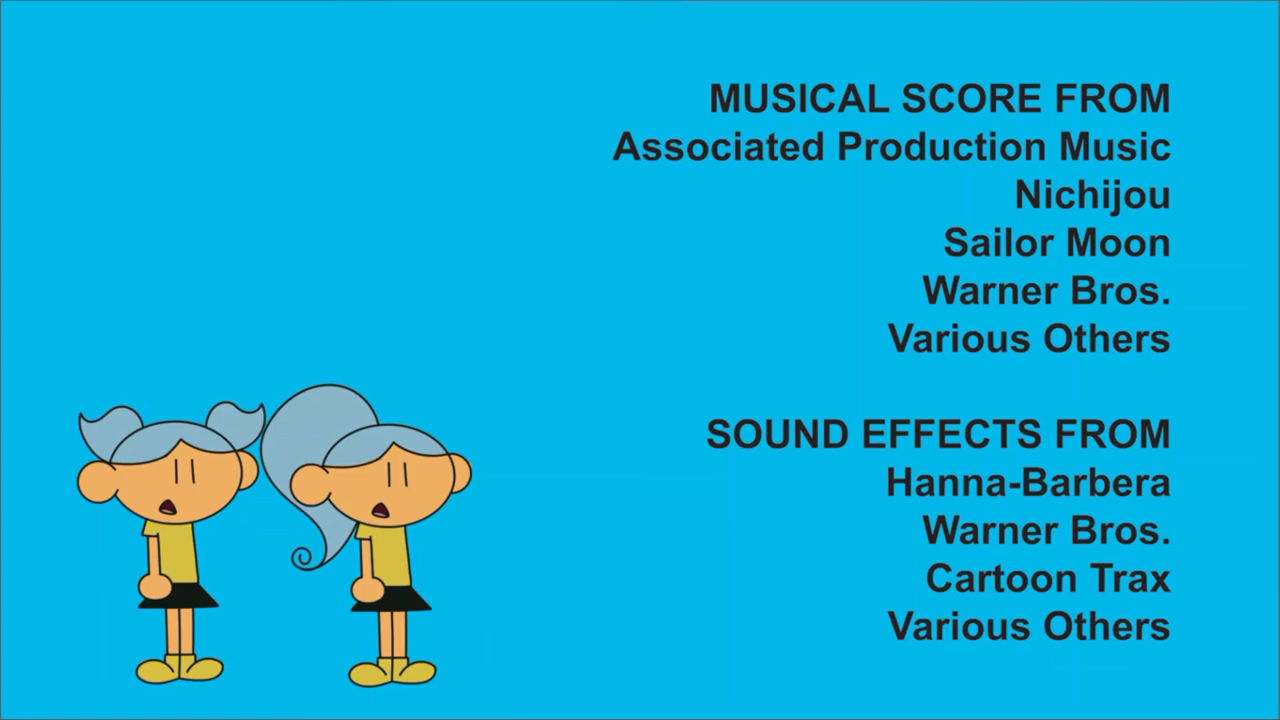 MUSICAL SCORE FROM
Associated Production Music
Nichijou
Sailor Moon
Warner Bros.
Various Others
SOUND EFFECTS FROM
Hanna-Barbera
Warner Bros.
Cartoon Trax
Various Others